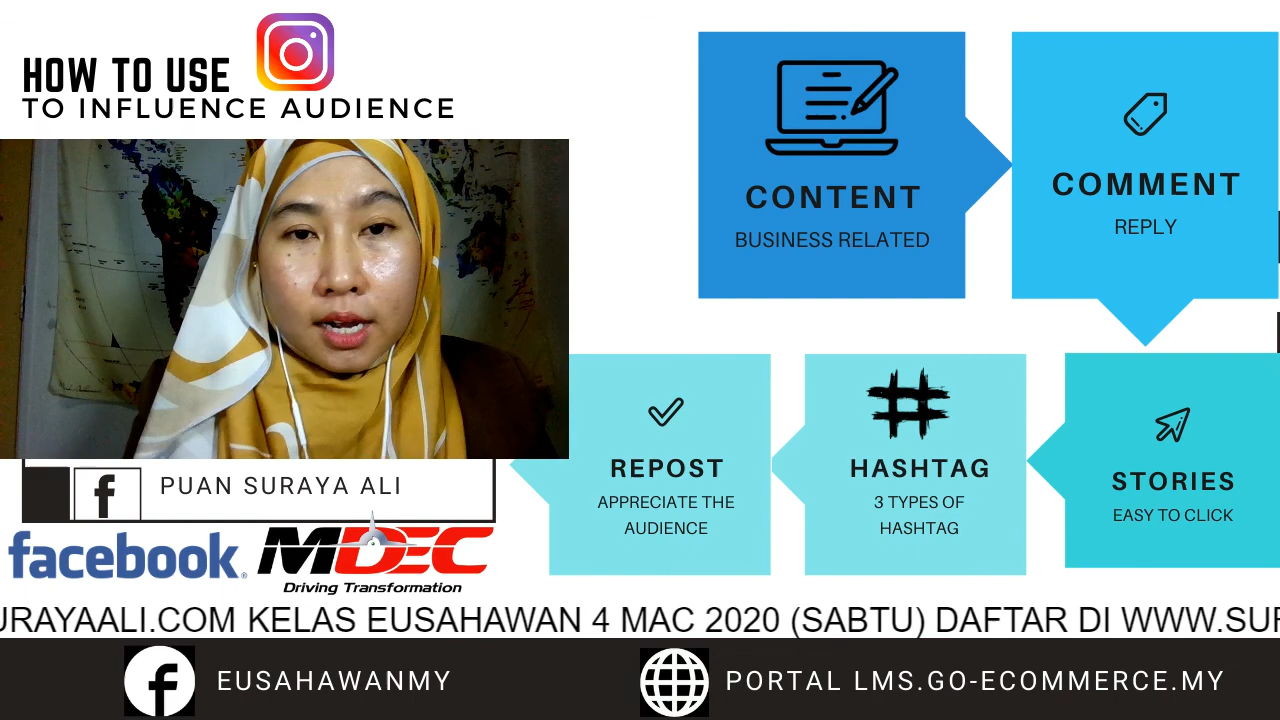 HOW TO USE
TO INFLUENCE AUDIENCE
CONTENT
BUSINESS RELATED
COMMENT
REPLY
STORIES
EASY TO CLICK
HASHTAG
3 TYPES OF
HASHTAG
REPOST
APPRECIATE THE
AUDIENCE
PUAN SURAYA ALI
facebook
MDEC
Driving Transformation
URAYAALI.COM KELAS EUSAHAWAN 4 MAC 2020 (SABTU) DAFTAR DI WWW.SUR
EUSAHAWANMY
PORTAL LMS.GO-ECOMMERCE.MY